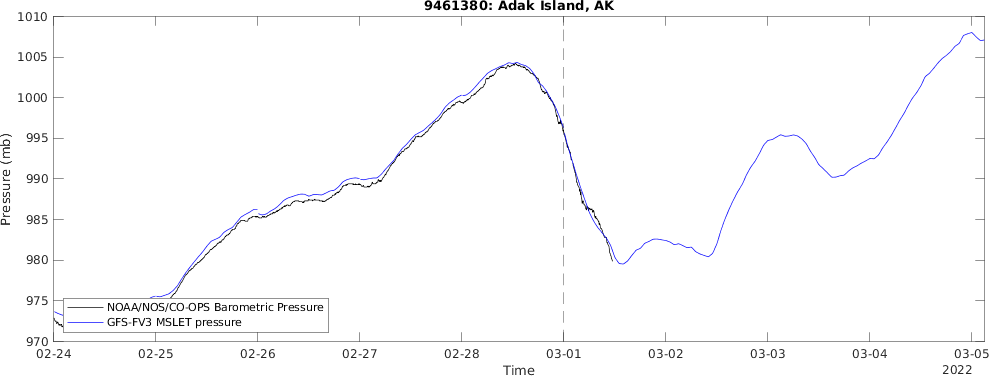 9461380: Adak Island, AK
1010
1005
1000
995
990
985
980
975
970
Pressure (mb)
NOAA/NOS/CO-OPS Barometric Pressure
GFS-FV3 MSLET pressure
02-24 02-25 02-26 02-27 02-28 03-01 03-02 03-03 03-04 03-05
Time
2022